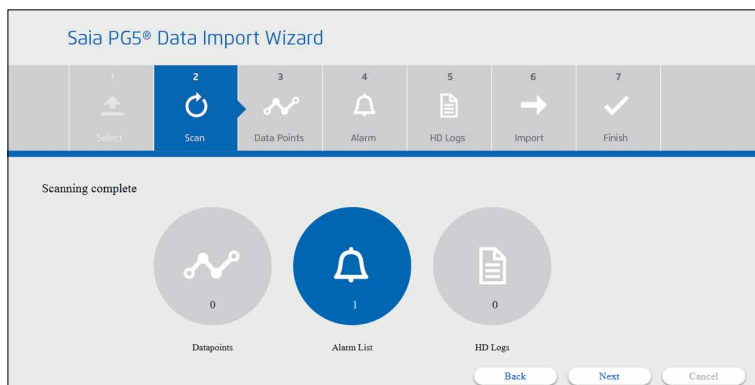 Saia PG5® Data Import Wizard
1 2 3 4 5 6 7
Select Scan Data Points Alarm HD Logs Import Finish
Scanning complete
0 1 0
Datapoints Alarm List HD Logs
Back Next Cancel